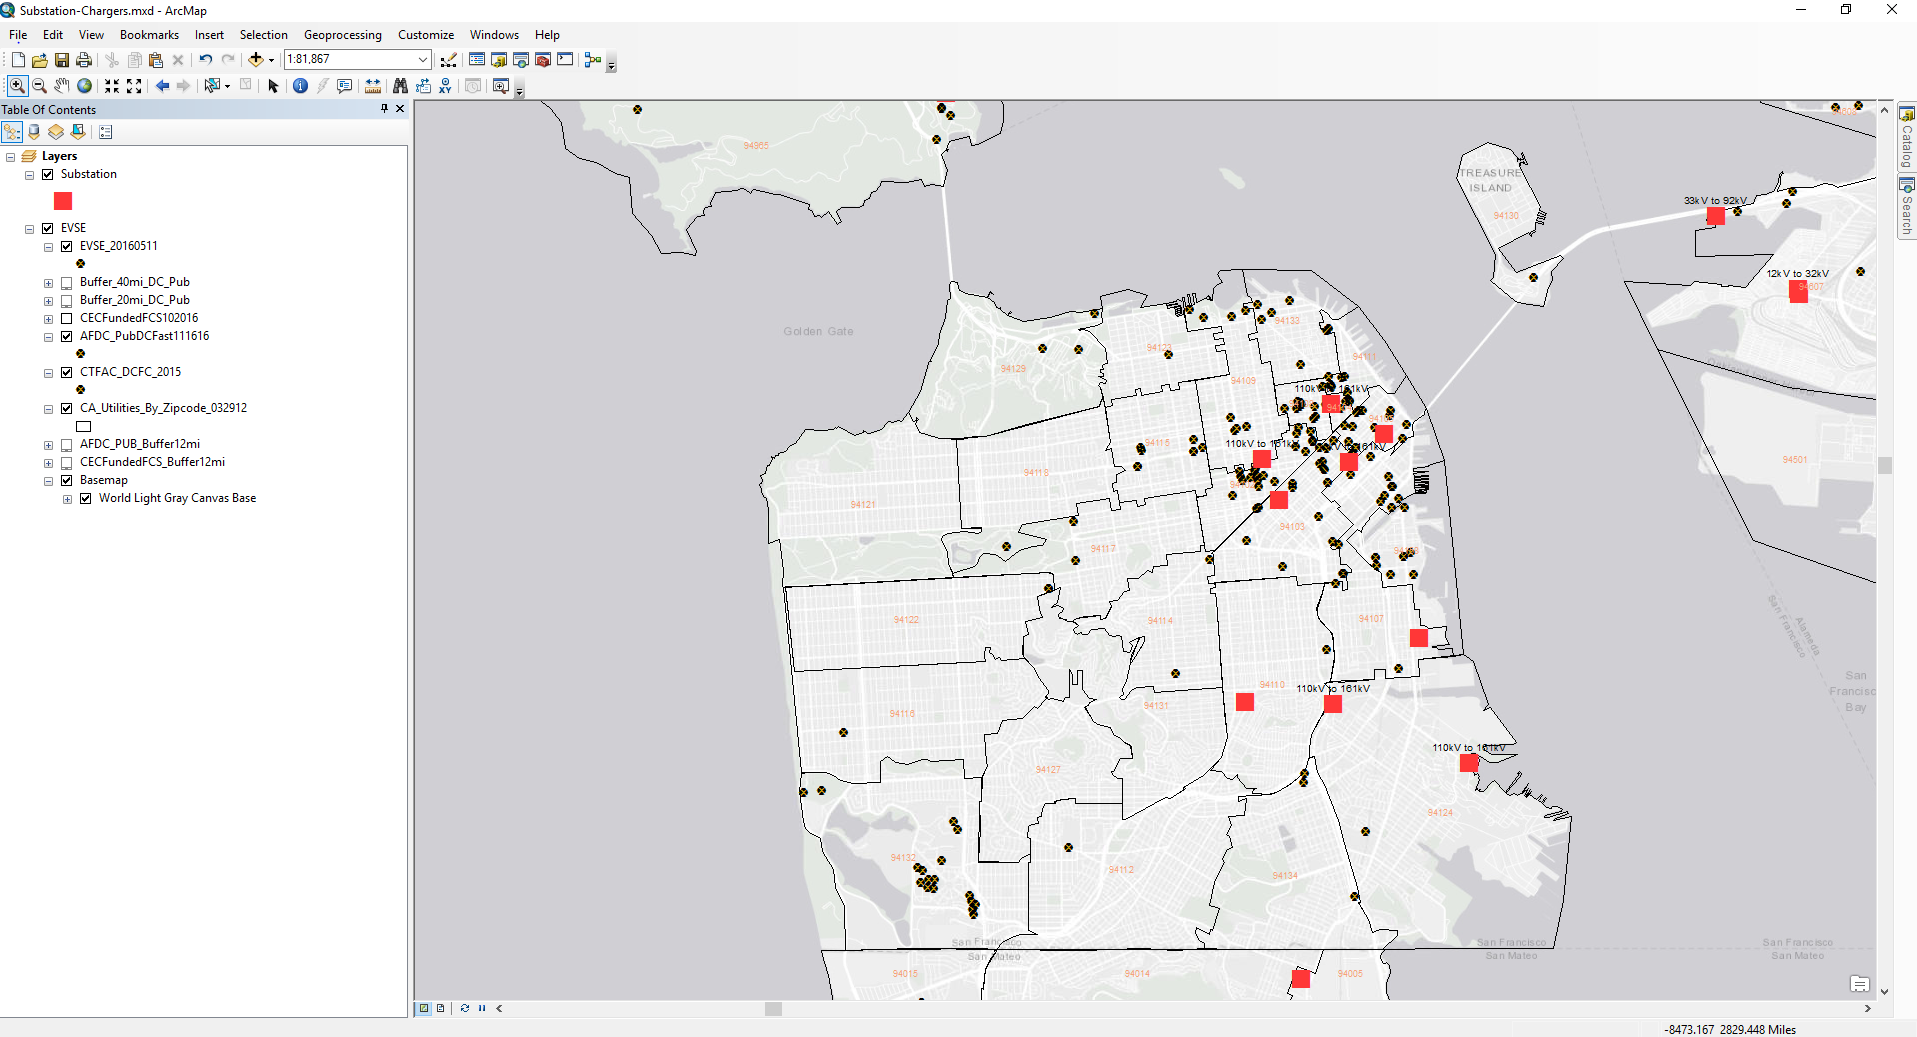 Substation-Chargers.mxd - ArcMap
File Edit View Bookmarks Insert Selection Geoprocessing Customize Windows Help
1:81,867
Table Of Contents
Layers
Substation
EVSE
EVSE_20160511
Buffer_40mi_DC_Pub
Buffer_20mi_DC_Pub
CECFundedFCS102016
AFDC_PubDCFast111616
CTFAC_DCFC_2015
CA_Utilities_By_Zipcode_032912
AFDC_PUB_Buffer12mi
CECFundedFCS_Buffer12mi
Basemap
World Light Gray Canvas Base
Catalog
Search
94965
TREASURE
ISLAND
94130
33kV to 92kV
12kV to 32kV
94607
Golden Gate
94133
94123
94111
94129
94109
110kV to 161kV
94105
94115
110kV to 161kV
94118
94501
94121
94103
94117
94122
94114
94107
San Francisco
Alameda
San
Francisco
Bay
94110
110kV to 161kV
94116
94131
110kV to 161kV
94127
94124
94132
94112
94134
San Francisco
San Mateo
San Francisco
San Mateo
San Francisco
San Mateo
94015
94014
94005
-8473.167 2829.448 Miles